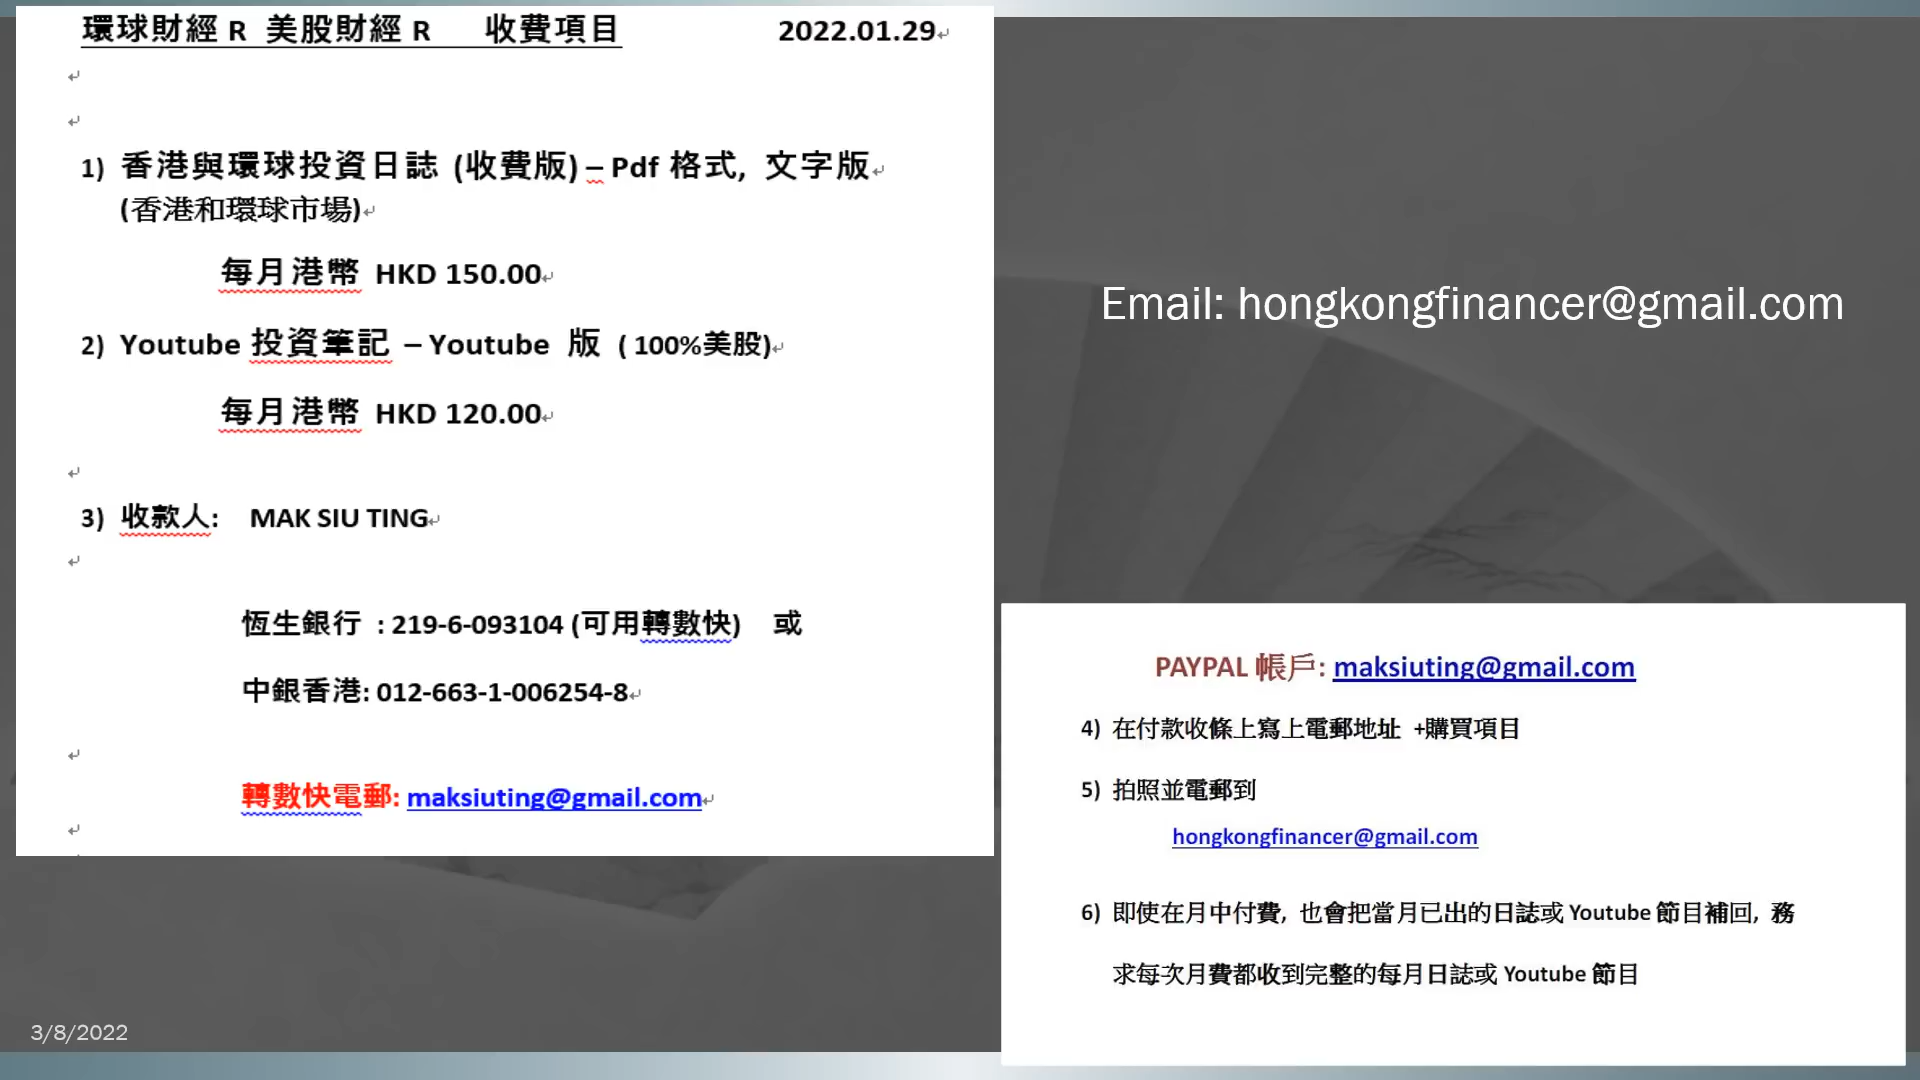 環球財經 R 美股財經 R 收費項目 2022.01.29
1) 香港與環球投資日誌 (收費版) – Pdf 格式, 文字版
(香港和環球市場)
每月港幣 HKD 150.00
2) Youtube 投資筆記 – Youtube 版 ( 100%美股)
每月港幣 HKD 120.00
3) 收款人: MAK SIU TING
恆生銀行 : 219-6-093104 (可用轉數快) 或
中銀香港: 012-663-1-006254-8
轉數快電郵: maksiuting@gmail.com
Email: hongkongfinancer@gmail.com
PAYPAL 帳戶: maksiuting@gmail.com
4) 在付款收條上寫上電郵地址 +購買項目
5) 拍照並電郵到
hongkongfinancer@gmail.com
6) 即使在月中付費, 也會把當月已出的日誌或 Youtube 節目補回, 務
求每次月費都收到完整的每月日誌或 Youtube 節目
3/8/2022